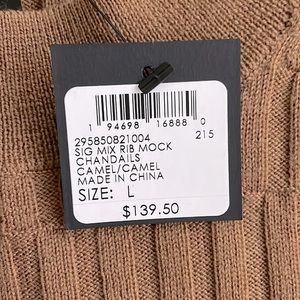 1 94698 16888 0
295850821004 215
SIG MIX RIB MOCK
CHANDAILS
CAMEL/CAMEL
MADE IN CHINA
SIZE: L
$139.50